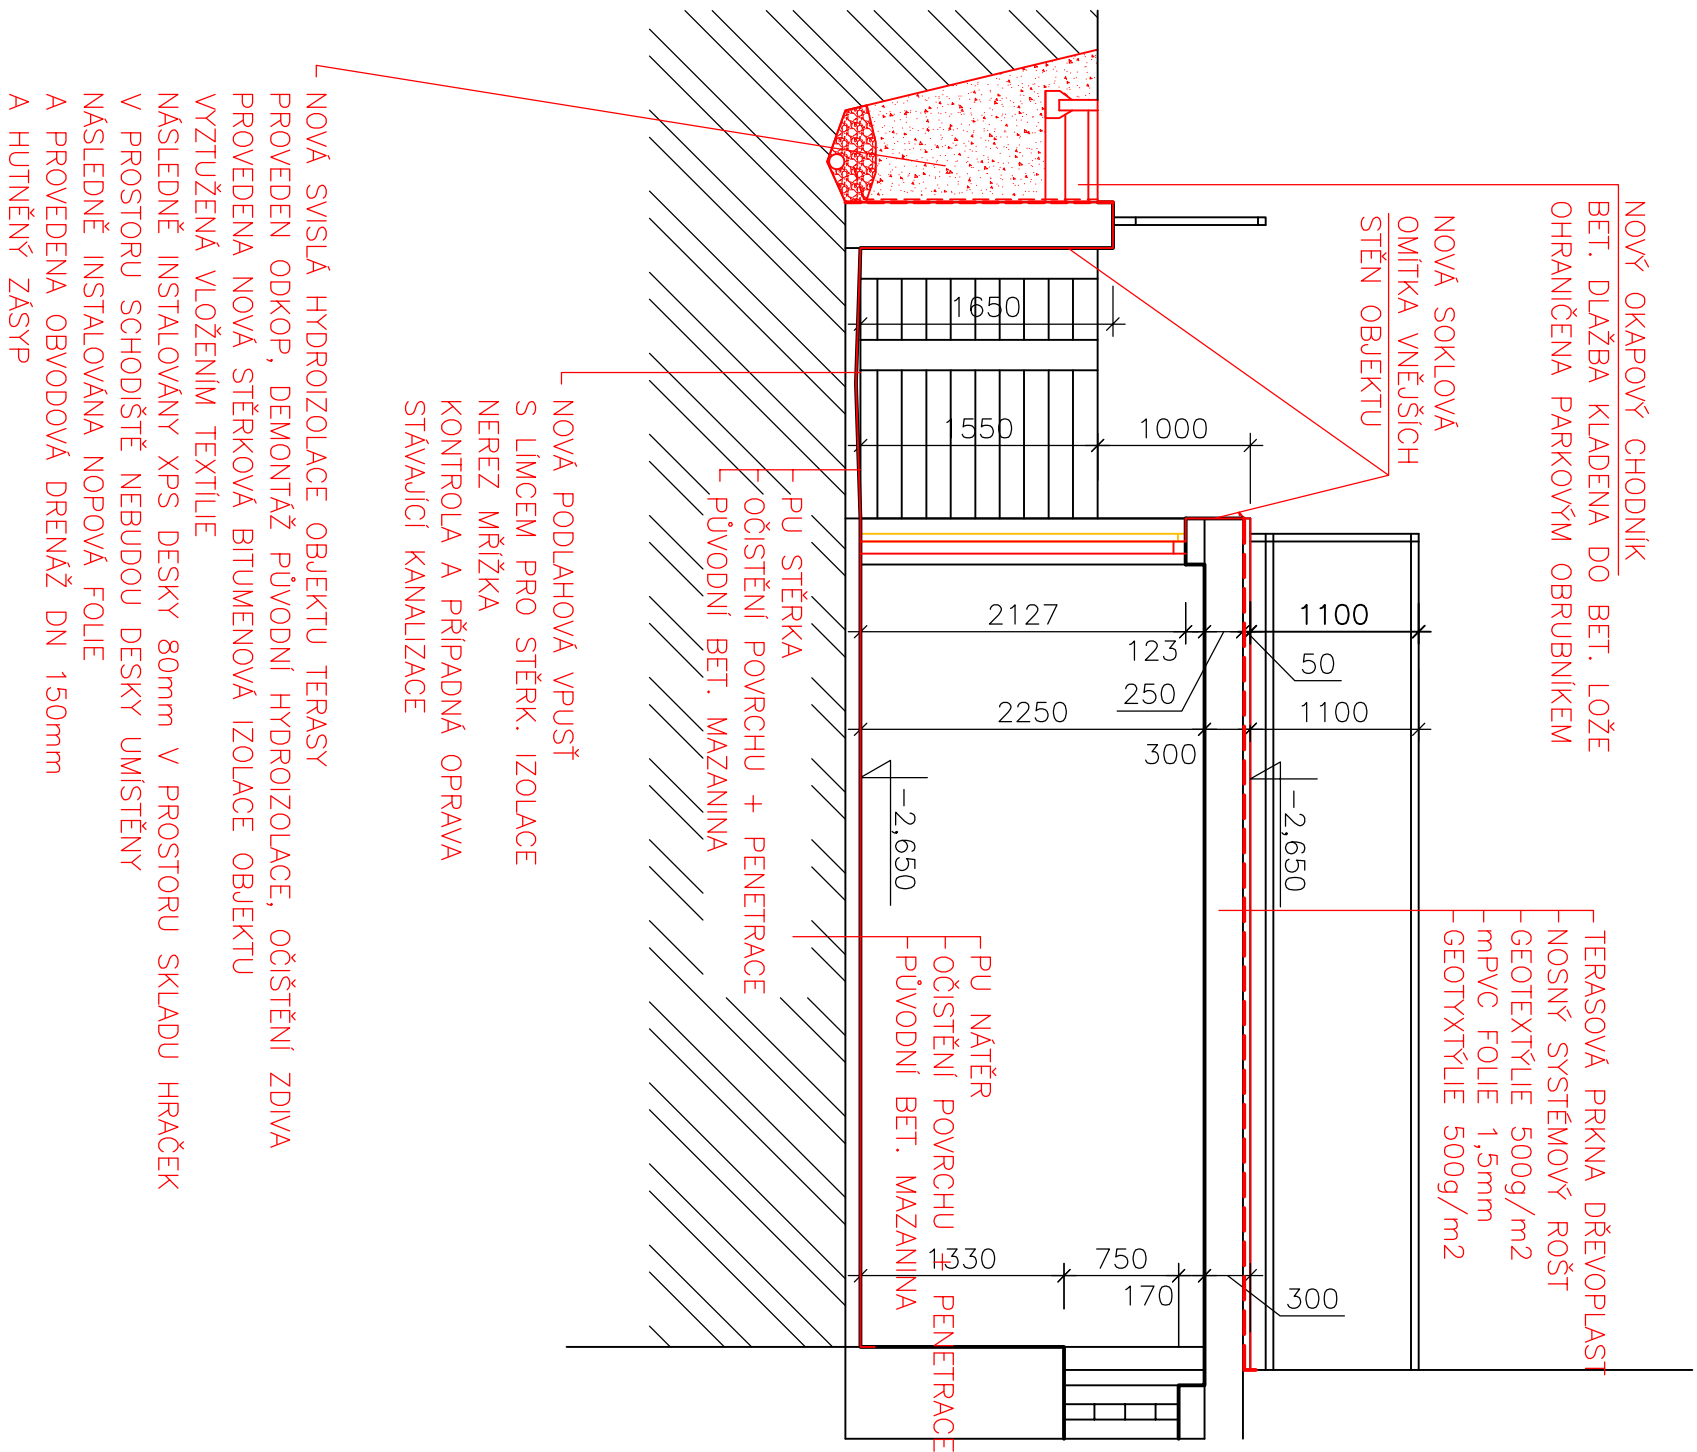 NOVÝ OKAPOVÝ CHODNÍK
BET. DLAŽBA KLADENA DO BET. LOŽE
OHRANIČENA PARKOVÝM OBRUBNÍKEM
NOVÁ SOKLOVÁ
OMÍTKA VNĚJŠÍCH
STĚN OBJEKTU
TERASOVÁ PRKNA DŘEVOPLAST
NOSNÝ SYSTÉMOVÝ ROŠT
GEOTEXTÝLIE 500g/m2
mPVC FOLIE 1,5mm
GEOTYXTÝLIE 500g/m2
1650
1550
1000
2127
123
250
50
1100
2250
300
1100
-2,650
-2,650
1330
750
170
300
PU NÁTĚR
OČISTĚNÍ POVRCHU + PENETRACE
PŮVODNÍ BET. MAZANINA
PU STĚRKA
OČISTĚNÍ POVRCHU + PENETRACE
PŮVODNÍ BET. MAZANINA
NOVÁ PODLAHOVÁ VPUSŤ
S LÍMCEM PRO STĚRK. IZOLACE
NEREZ MŘÍŽKA
KONTROLA A PŘÍPADNÁ OPRAVA
STÁVAJÍCÍ KANALIZACE
NOVÁ SVISLÁ HYDROIZOLACE OBJEKTU TERASY
PROVEDEN ODKOP, DEMONTÁŽ PŮVODNÍ HYDROIZOLACE, OČIŠTĚNÍ ZDIVA
PROVEDENA NOVÁ STĚRKOVÁ BITUMENOVÁ IZOLACE OBJEKTU
VYZTUŽENÁ VLOŽENÍM TEXTÍLIE
NÁSLEDNĚ INSTALOVÁNY XPS DESKY 80mm V PROSTORU SKLADU HRAČEK
V PROSTORU SCHODIŠTĚ NEBUDOU DESKY UMÍSTĚNY
NÁSLEDNĚ INSTALOVÁNA NOPOVÁ FOLIE
A PROVEDENA OBVODOVÁ DRENÁŽ DN 150mm
A HUTNĚNÝ ZÁSYP